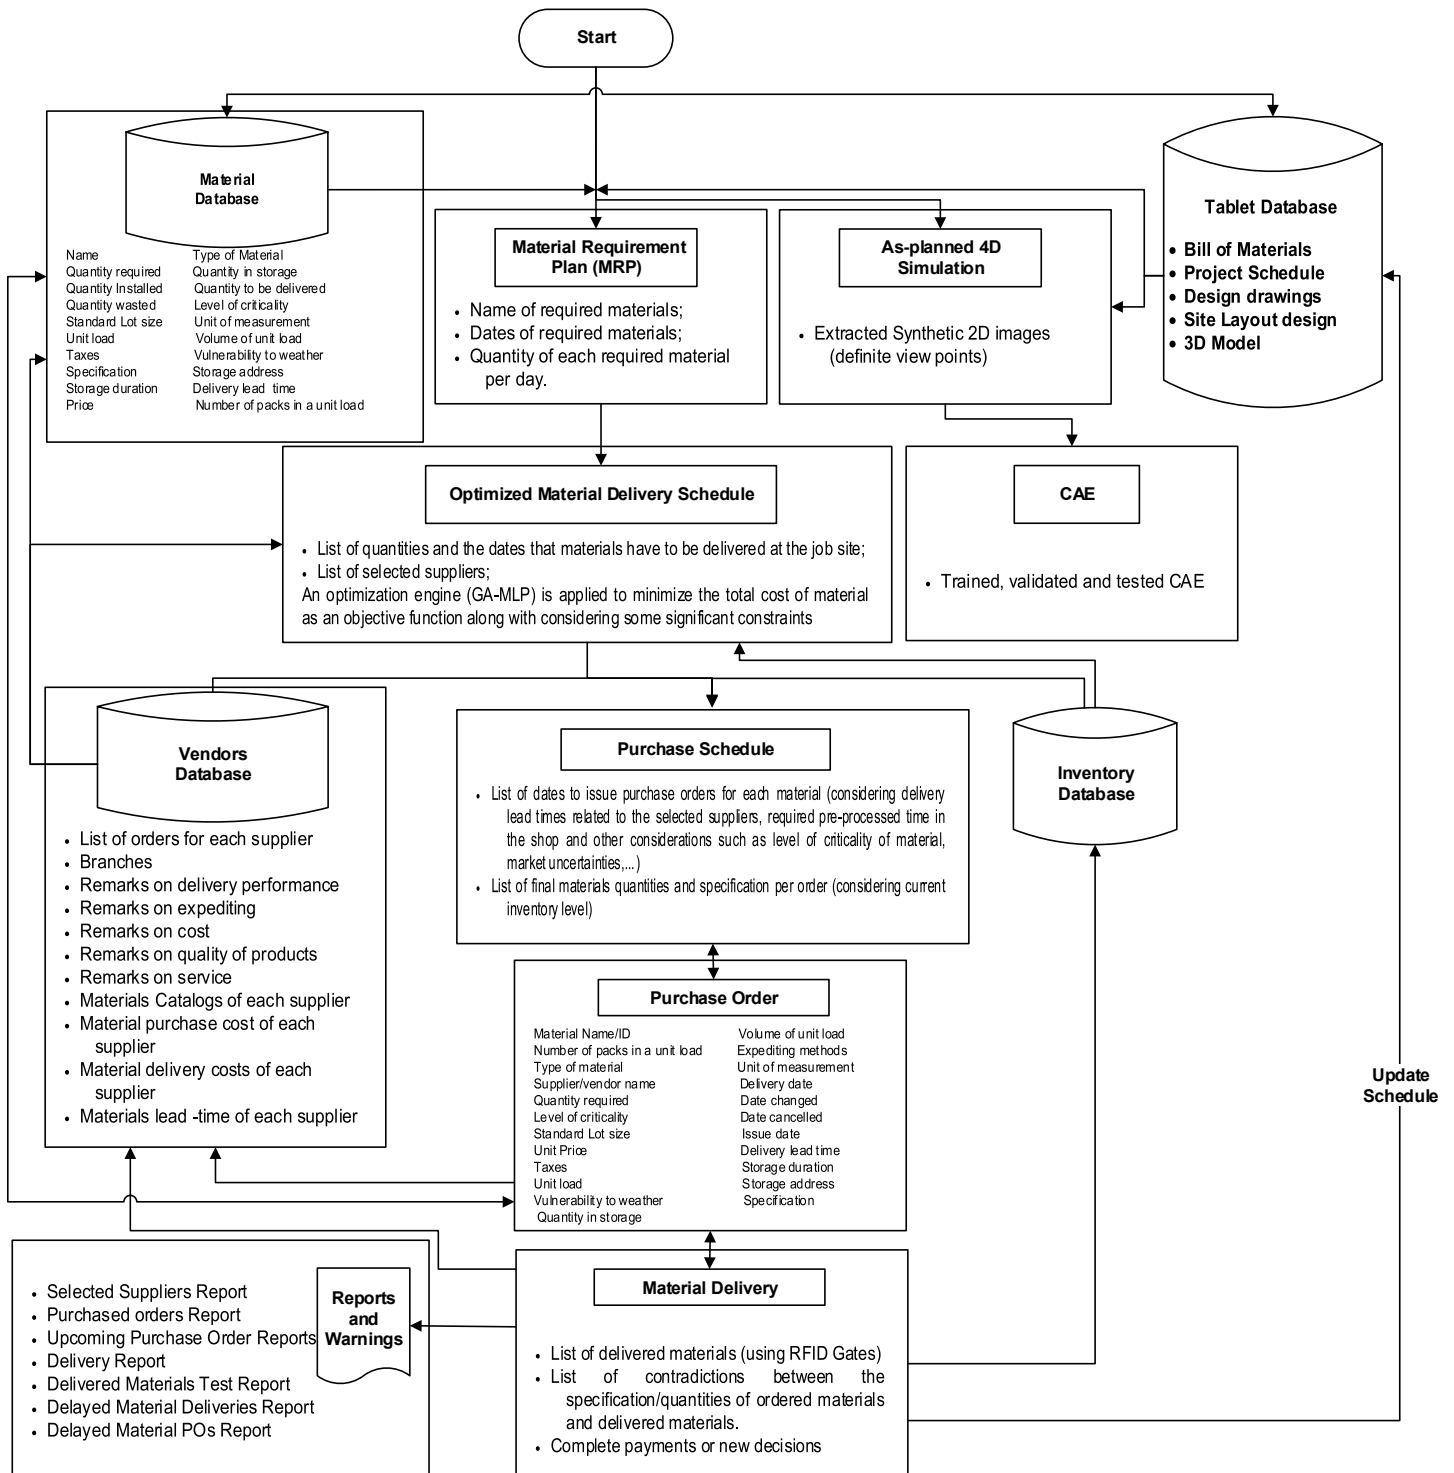 Start
Material
Database
Name Type of Material
Quantity required Quantity in storage
Quantity Installed Quantity to be delivered
Quantity wasted Level of criticality
Standard Lot size Unit of measurement
Unit load Volume of unit load
Taxes Vulnerability to weather
Specification Storage address
Storage duration Delivery lead time
Price Number of packs in a unit load
Material Requirement
Plan (MRP)
• Name of required materials;
• Dates of required materials;
• Quantity of each required material
per day.
As-planned 4D
Simulation
• Extracted Synthetic 2D images
(definite view points)
Tablet Database
• Bill of Materials
• Project Schedule
• Design drawings
• Site Layout design
• 3D Model
Optimized Material Delivery Schedule
• List of quantities and the dates that materials have to be delivered at the job site;
• List of selected suppliers;
An optimization engine (GA-MLP) is applied to minimize the total cost of material
as an objective function along with considering some significant constraints
CAE
• Trained, validated and tested CAE
Vendors
Database
• List of orders for each supplier
• Branches
• Remarks on delivery performance
• Remarks on expediting
• Remarks on cost
• Remarks on quality of products
• Remarks on service
• Materials Catalogs of each supplier
• Material purchase cost of each
supplier
• Material delivery costs of each
supplier
• Materials lead -time of each supplier
Purchase Schedule
• List of dates to issue purchase orders for each material (considering delivery
lead times related to the selected suppliers, required pre-processed time in
the shop and other considerations such as level of criticality of material,
market uncertainties,...)
• List of final materials quantities and specification per order (considering current
inventory level)
Inventory
Database
Purchase Order
Material Name/ID Volume of unit load
Number of packs in a unit load Expediting methods
Type of material Unit of measurement
Supplier/vendor name Delivery date
Quantity required Date changed
Level of criticality Date cancelled
Standard Lot size Issue date
Unit Price Delivery lead time
Taxes Storage duration
Unit load Storage address
Vulnerability to weather Specification
Quantity in storage
Update
Schedule
• Selected Suppliers Report
• Purchased orders Report
• Upcoming Purchase Order Reports
• Delivery Report
• Delivered Materials Test Report
• Delayed Material Deliveries Report
• Delayed Material POs Report
Reports
and
Warnings
Material Delivery
• List of delivered materials (using RFID Gates)
• List of contradictions between the
specification/quantities of ordered materials
and delivered materials.
• Complete payments or new decisions